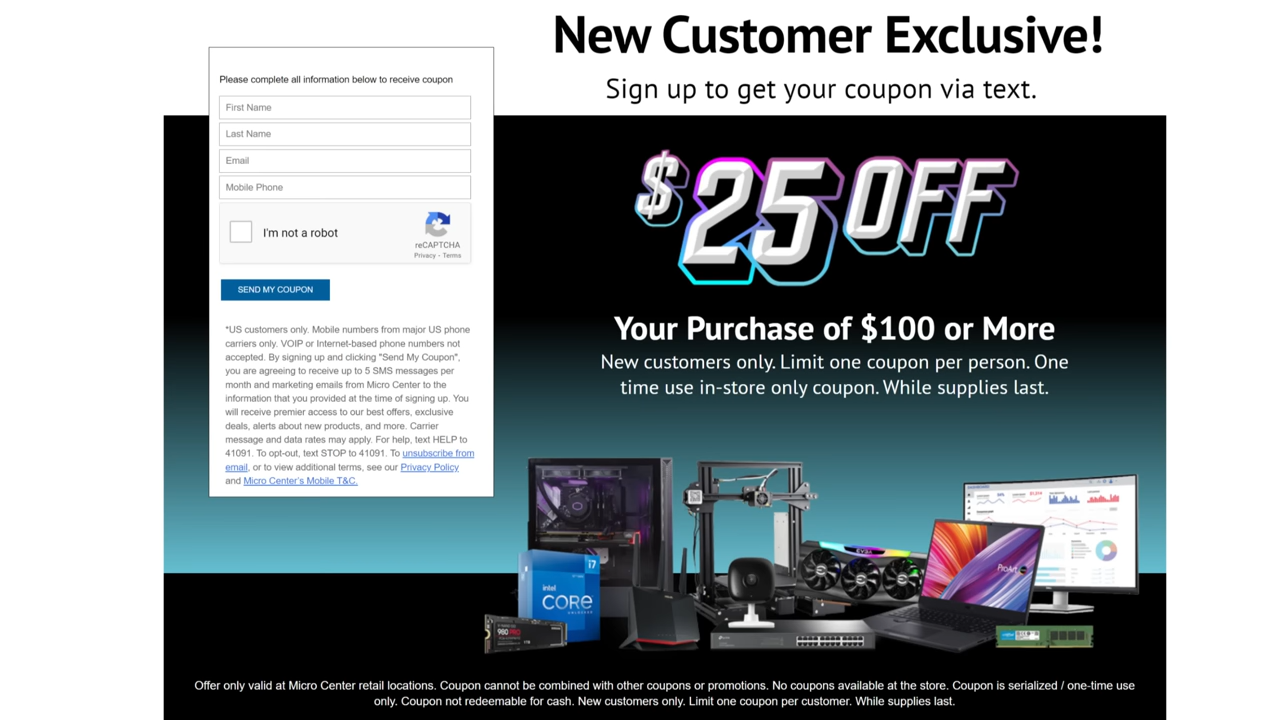 New Customer Exclusive!
Sign up to get your coupon via text.
Please complete all information below to receive coupon
First Name
Last Name
Email
Mobile Phone
I'm not a robot
reCAPTCHA
Privacy - Terms
SEND MY COUPON
*US customers only. Mobile numbers from major US phone
carriers only. VOIP or Internet-based phone numbers not
accepted. By signing up and clicking "Send My Coupon",
you are agreeing to receive up to 5 SMS messages per
month and marketing emails from Micro Center to the
information that you provided at the time of signing up. You
will receive premier access to our best offers, exclusive
deals, alerts about new products, and more. Carrier
message and data rates may apply. For help, text HELP to
41091. To opt-out, text STOP to 41091. To unsubscribe from
email, or to view additional terms, see our Privacy Policy
and Micro Center's Mobile T&C.
$25 OFF
Your Purchase of $100 or More
New customers only. Limit one coupon per person. One
time use in-store only coupon. While supplies last.
i7
intel
CORE
980 PRO
EVGA
ProArt
Offer only valid at Micro Center retail locations. Coupon cannot be combined with other coupons or promotions. No coupons available at the store. Coupon is serialized / one-time use
only. Coupon not redeemable for cash. New customers only. Limit one coupon per customer. While supplies last.